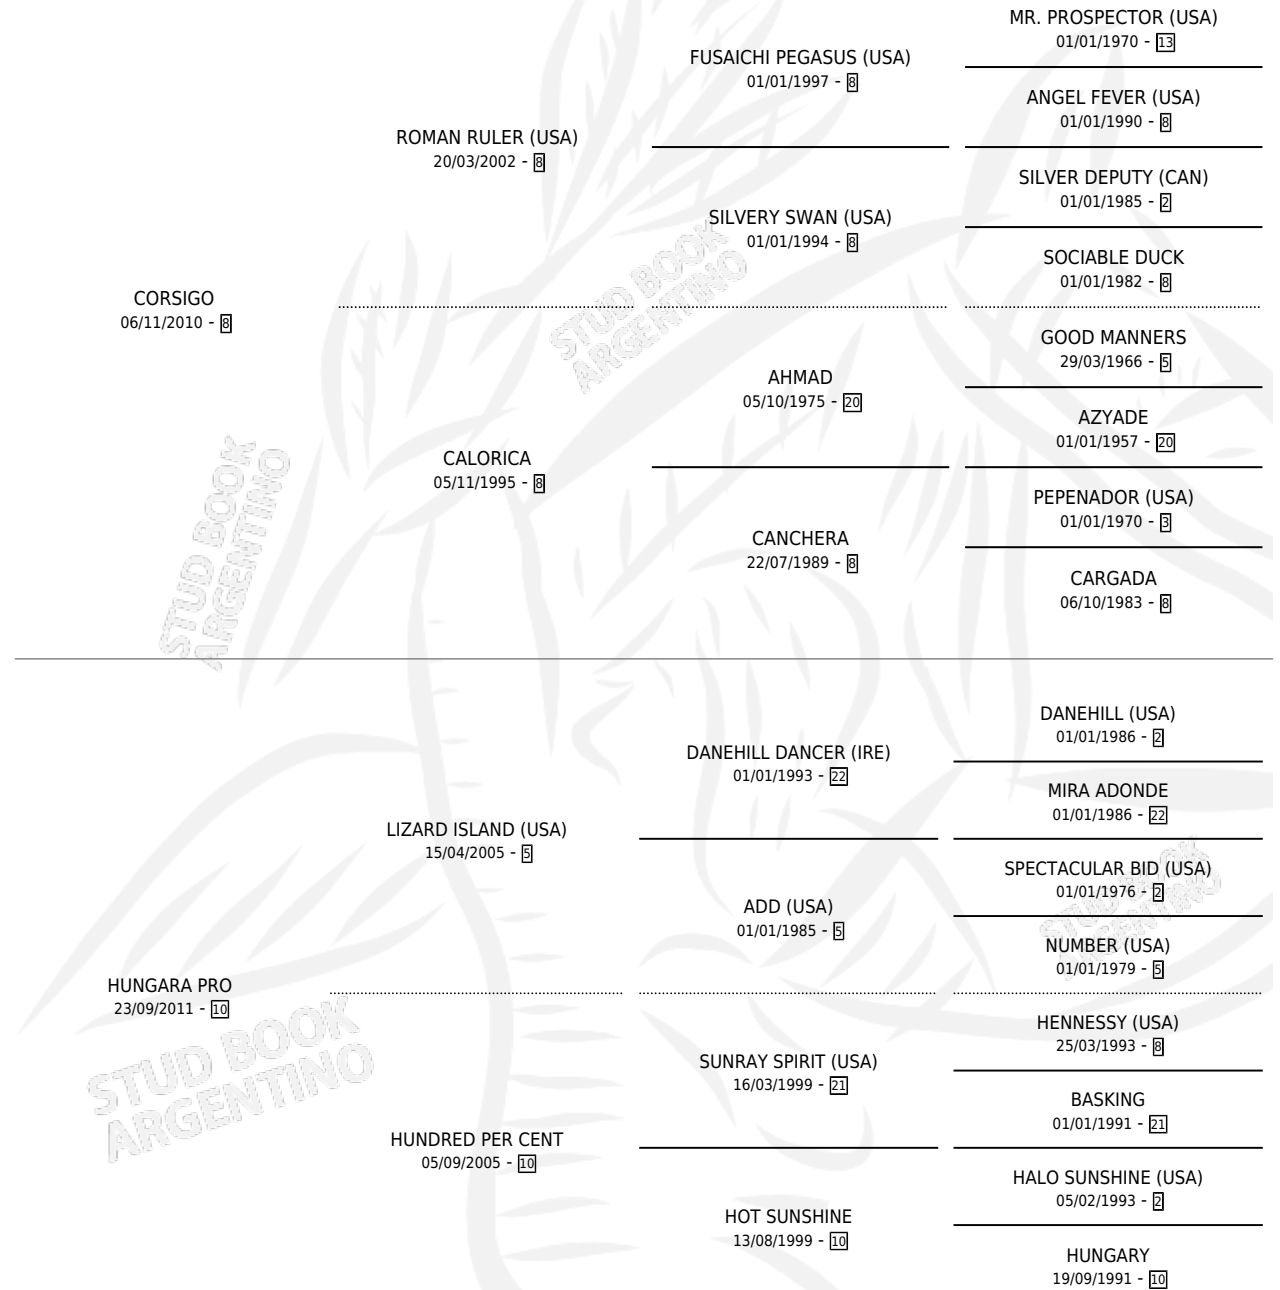 MR. PROSPECTOR (USA)
01/01/1970 - 13
FUSAICHI PEGASUS (USA)
01/01/1997 - 8
ANGEL FEVER (USA)
01/01/1990 - 8
ROMAN RULER (USA)
20/03/2002 - 8
SILVER DEPUTY (CAN)
01/01/1985 - 2
SILVERY SWAN (USA)
01/01/1994 - 8
SOCIABLE DUCK
01/01/1982 - 8
STUD BOOK
ARGENTINO
CORSIGO
06/11/2010 - 8
GOOD MANNERS
29/03/1966 - 5
AHMAD
05/10/1975 - 20
AZYADE
01/01/1957 - 20
CALORICA
05/11/1995 - 8
PEPENADOR (USA)
01/01/1970 - 3
CANCHERA
22/07/1989 - 8
CARGADA
06/10/1983 - 8
STUD BOOK
ARGENTINO
DANEHILL (USA)
01/01/1986 - 2
DANEHILL DANCER (IRE)
01/01/1993 - 22
MIRA ADONDE
01/01/1986 - 22
LIZARD ISLAND (USA)
15/04/2005 - 5
SPECTACULAR BID (USA)
01/01/1976 - 2
ADD (USA)
01/01/1985 - 5
NUMBER (USA)
01/01/1979 - 5
STUD BOOK
ARGENTINO
HUNGARA PRO
23/09/2011 - 10
HENNESSY (USA)
25/03/1993 - 8
SUNRAY SPIRIT (USA)
16/03/1999 - 21
BASKING
01/01/1991 - 21
STUD BOOK
ARGENTINO
HUNDRED PER CENT
05/09/2005 - 10
HALO SUNSHINE (USA)
05/02/1993 - 2
HOT SUNSHINE
13/08/1999 - 10
HUNGARY
19/09/1991 - 10